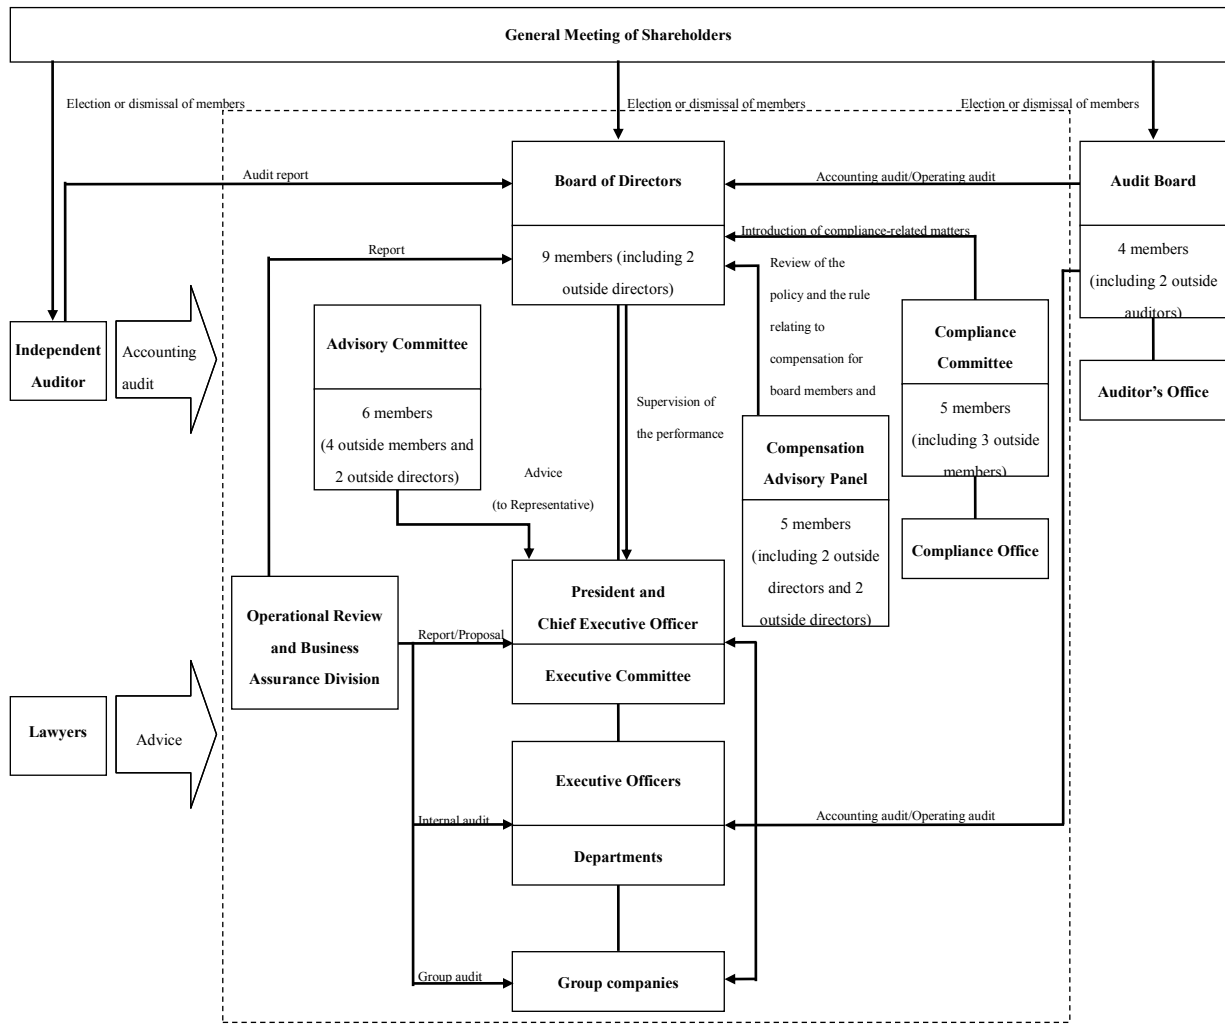 General Meeting of Shareholders
Election or dismissal of members
Election or dismissal of members
Election or dismissal of members
Audit report
Board of Directors
Accounting audit/Operating audit
Audit Board
Introduction of compliance-related matters
Report
9 members (including 2
outside directors)
4 members
(including 2 outside
auditors)
Review of the
policy and the rule
relating to
compensation for
board members and
Independent
Auditor
Accounting
audit
Advisory Committee
6 members
(4 outside members and
2 outside directors)
Supervision of
the performance
Compliance
Committee
5 members
(including 3 outside
members)
Auditor's Office
Advice
(to Representative)
Compensation
Advisory Panel
5 members
(including 2 outside
directors and 2
outside directors)
Compliance Office
Operational Review
and Business
Assurance Division
Report/Proposal
President and
Chief Executive Officer
Executive Committee
Lawyers
Advice
Executive Officers
Internal audit
Accounting audit/Operating audit
Departments
Group audit
Group companies